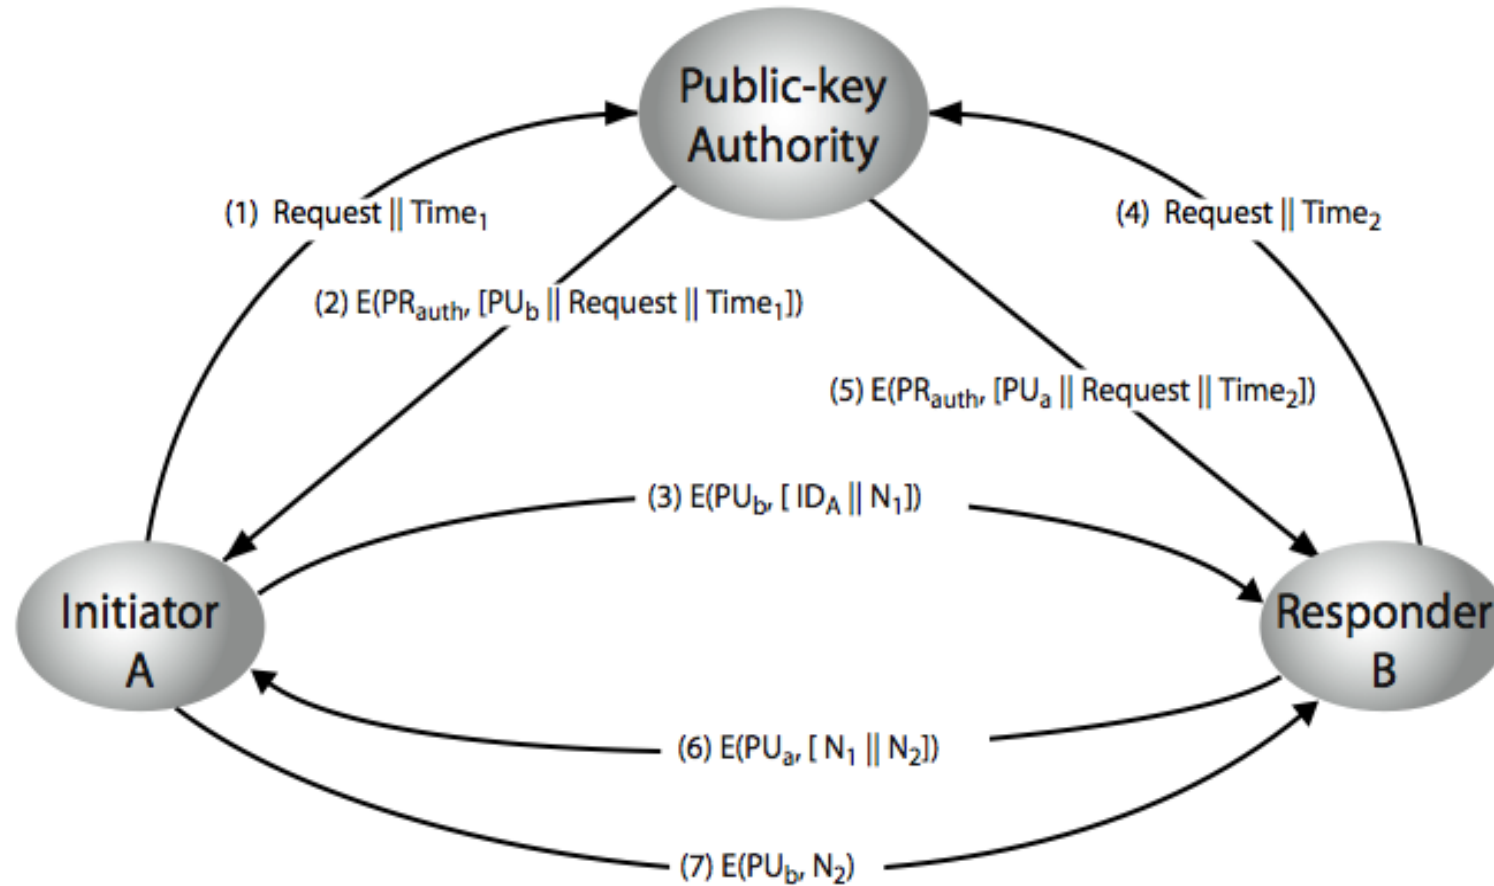 Public-key
Authority
(1) Request || Time₁
(4) Request || Time₂
(2) E(PRauth, [PUb || Request || Time₁])
(5) E(PRauth, [PUa || Request || Time₂])
(3) E(PUb, [ IDA || N₁])
Initiator
A
Responder
B
(6) E(PUa, [ N₁ || N₂])
(7) E(PUb, N₂)